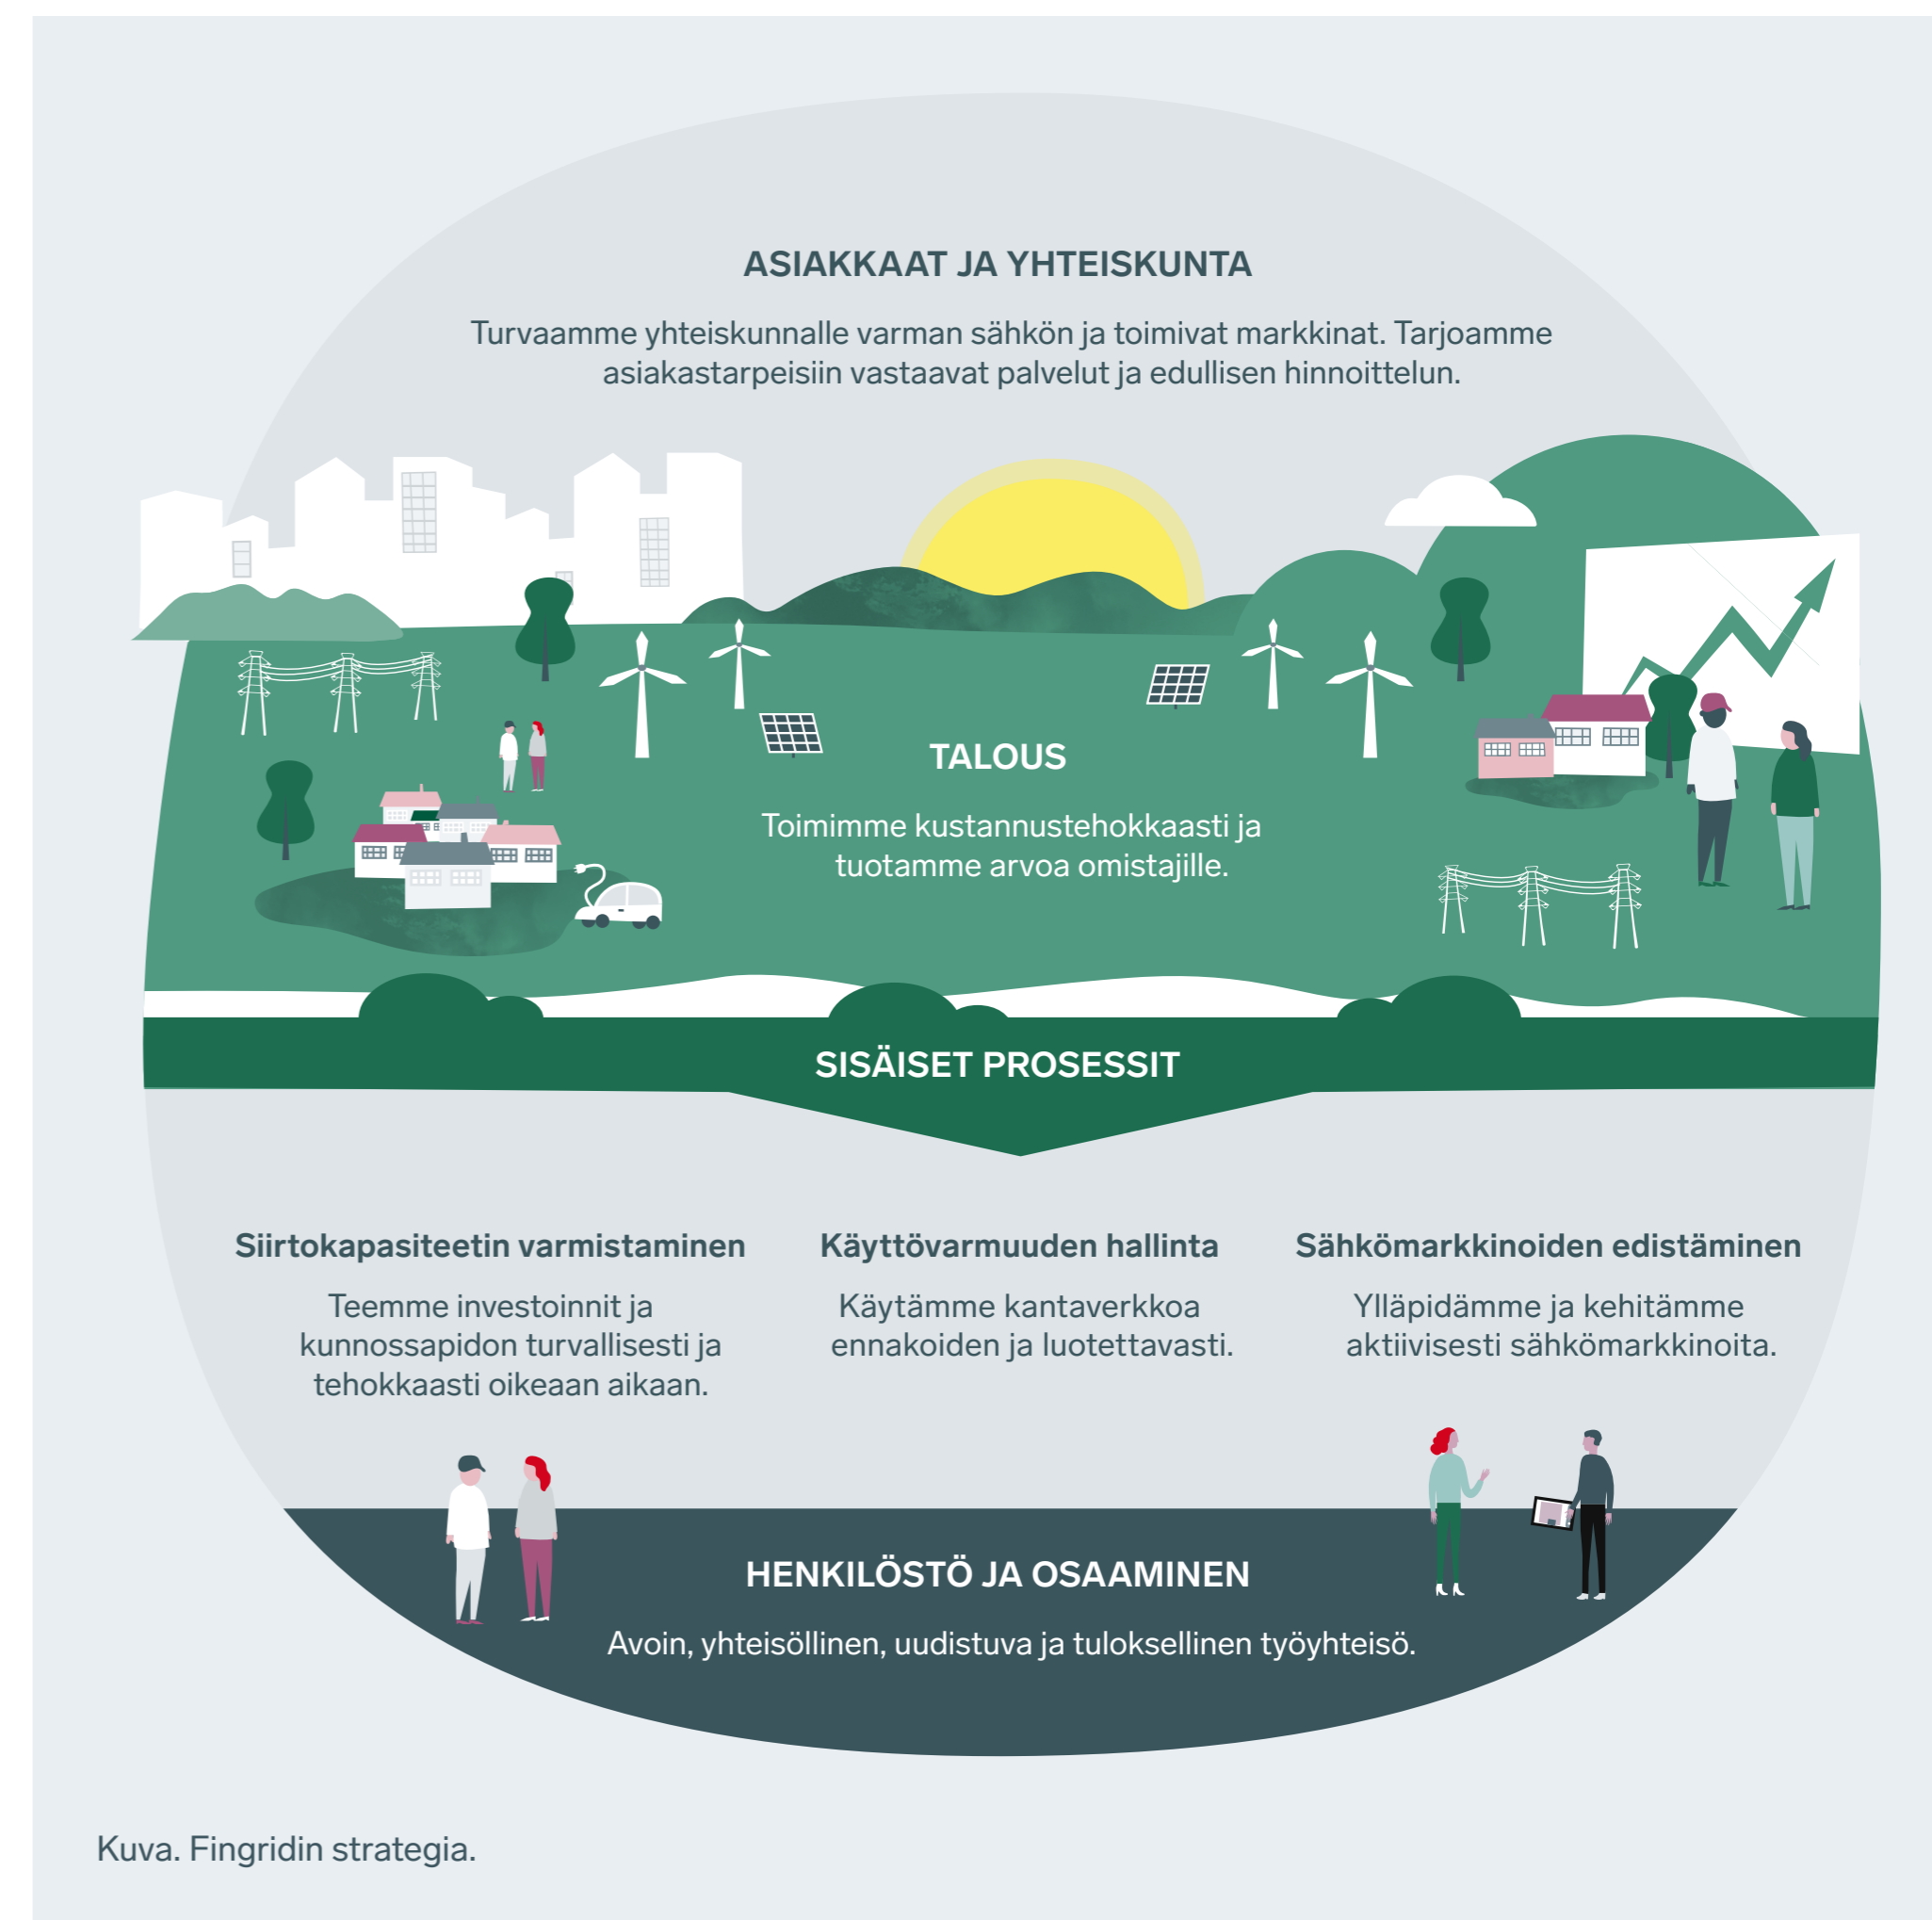 ASIAKKAAT JA YHTEISKUNTA
Turvaamme yhteiskunnalle varman sähkön ja toimivat markkinat. Tarjoamme
asiakastarpeisiin vastaavat palvelut ja edullisen hinnoittelun.
TALOUS
Toimimme kustannustehokkaasti ja
tuotamme arvoa omistajille.
SISÄISET PROSESSIT
Siirtokapasiteetin varmistaminen
Teemme investoinnit ja
kunnossapidon turvallisesti ja
tehokkaasti oikeaan aikaan.
Käyttövarmuuden hallinta
Käytämme kantaverkkoa
ennakoiden ja luotettavasti.
Sähkömarkkinoiden edistäminen
Ylläpidämme ja kehitämme
aktiivisesti sähkömarkkinoita.
HENKILÖSTÖ JA OSAAMINEN
Avoin, yhteisöllinen, uudistuva ja tuloksellinen työyhteisö.
Kuva. Fingridin strategia.